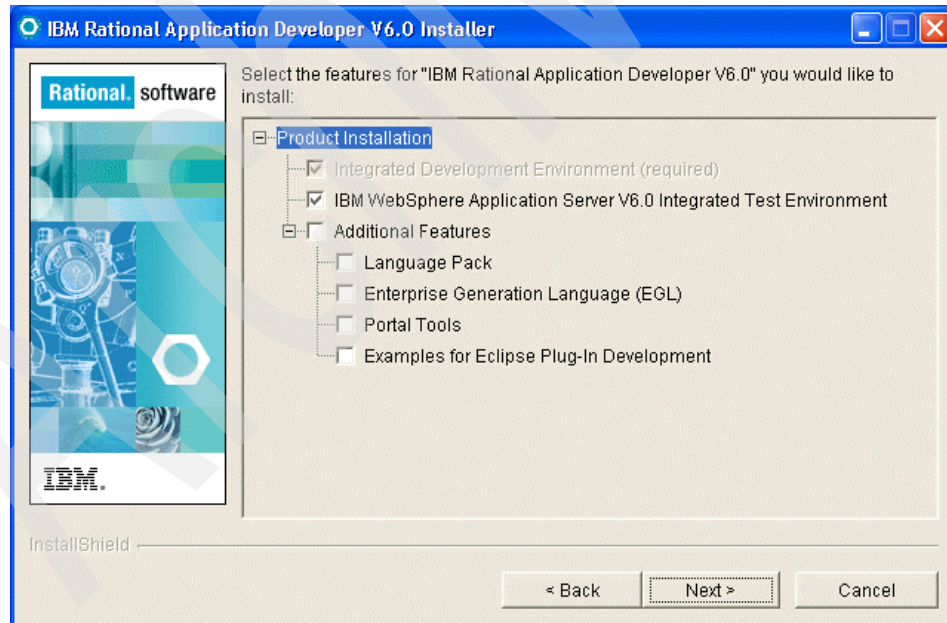 IBM Rational Application Developer V6.0 Installer
Rational. software
Select the features for "IBM Rational Application Developer V6.0" you would like to
install:
Product Installation
Integrated Development Environment (required)
IBM WebSphere Application Server V6.0 Integrated Test Environment
Additional Features
Language Pack
Enterprise Generation Language (EGL)
Portal Tools
Examples for Eclipse Plug-In Development
IBM.
InstallShield
< Back
Next >
Cancel